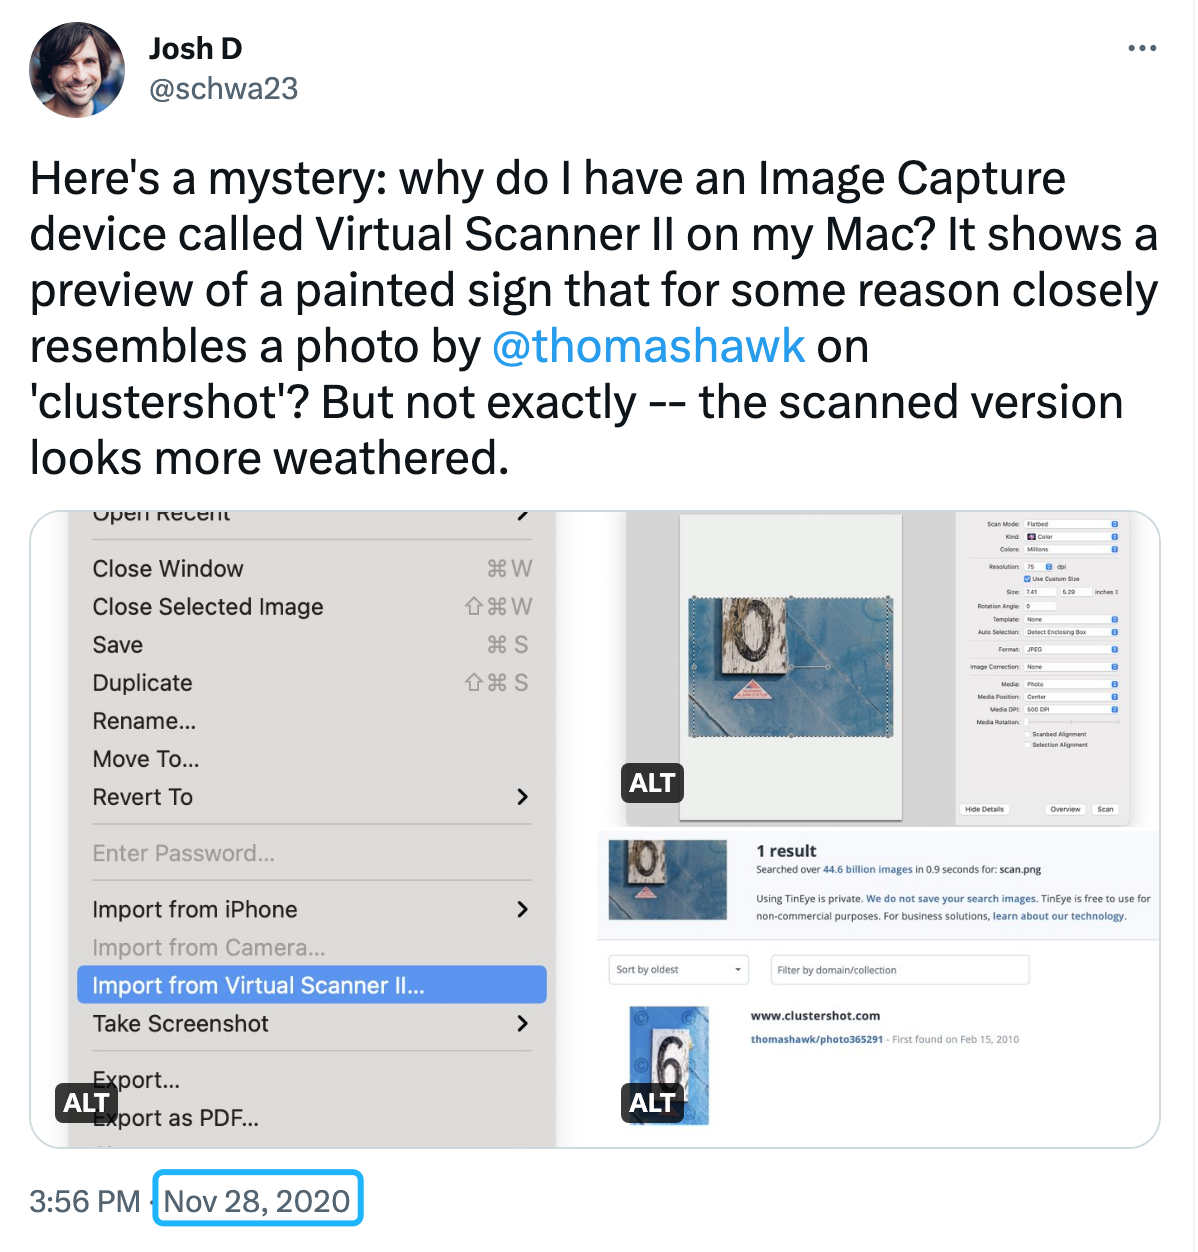 Josh D
@schwa23
Here's a mystery: why do I have an Image Capture
device called Virtual Scanner II on my Mac? It shows a
preview of a painted sign that for some reason closely
resembles a photo by @thomashawk on
'clustershot'? But not exactly -- the scanned version
looks more weathered.
Open Recent
Close Window ⌘W
Close Selected Image ⇧⌘W
Save ⌘ S
Duplicate ⇧⌘ S
Rename...
Move To...
Revert To
Enter Password...
Import from iPhone
Import from Camera...
Import from Virtual Scanner II...
Take Screenshot
Export...
Export as PDF...
ALT
0
Scan Mode: Flatbed
Kind: Color
Colors: Millions
Resolution: 75 dpi
Use Custom Size
Size: 7.41 5.29 inches
Rotation Angle: 0
Template: None
Auto Selection: Detect Enclosing Box
Format: JPEG
Image Correction: None
Media: Photo
Media Position: Center
Media DPI: 500 DPI
Media Rotation:
Scanbed Alignment
Selection Alignment
Hide Details Overview Scan
ALT
0
1 result
Searched over 44.6 billion images in 0.9 seconds for: scan.png
Using TinEye is private. We do not save your search images. TinEye is free to use for
non-commercial purposes. For business solutions, learn about our technology.
Sort by oldest Filter by domain/collection
6
www.clustershot.com
thomashawk/photo365291 - First found on Feb 15, 2010
ALT
3:56 PM · Nov 28, 2020